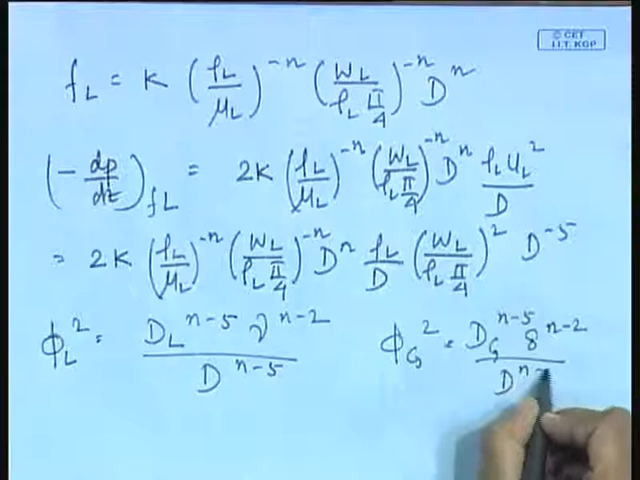 © CET
I.I.T. KGP
f_L = K (ρ_L/μ_L)^{-n} (W_L/(ρ_L π/4))^{-n} D^n
(- dp/dz)_{fL} = 2K (ρ_L/μ_L)^{-n} (W_L/(ρ_L π/4))^{-n} D^n ρ_L U_L^2/D
= 2K (ρ_L/μ_L)^{-n} (W_L/(ρ_L π/4))^{-n} D^n ρ_L/D (W_L/(ρ_L π/4))^2 D^{-5}
φ_L^2 = D_L^{n-5} ν^{n-2}/D^{n-5} φ_G^2 = D_G^{n-5} 8^{n-2}/D^{n-